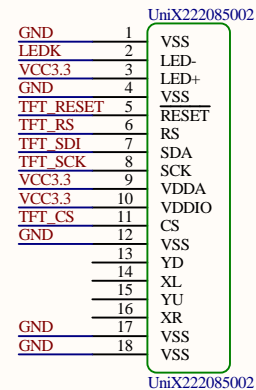 UniX222085002
GND 1 VSS
LEDK 2 LED-
VCC3.3 3 LED+
GND 4 VSS
TFT_RESET 5 RESET
TFT_RS 6 RS
TFT_SDI 7 SDA
TFT_SCK 8 SCK
VCC3.3 9 VDDA
VCC3.3 10 VDDIO
TFT_CS 11 CS
GND 12 VSS
13 YD
14 XL
15 YU
16 XR
GND 17 VSS
GND 18 VSS
UniX222085002